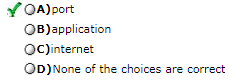 A)port
B)application
C)internet
D)None of the choices are correct